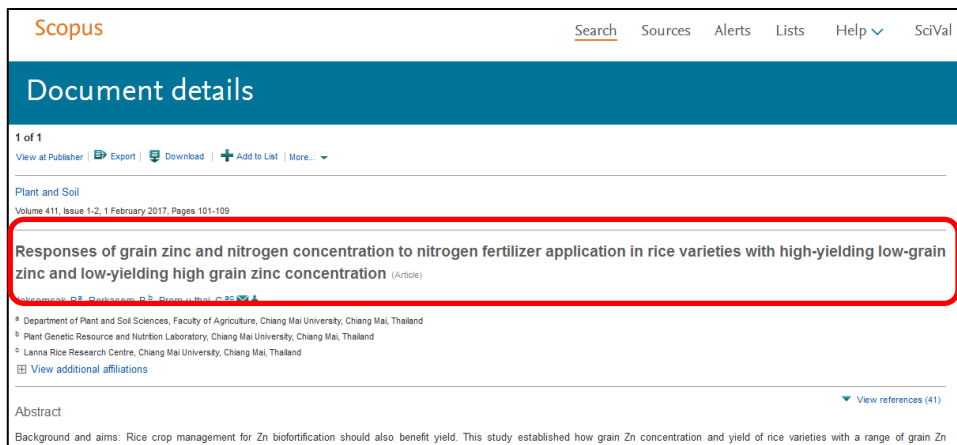 Scopus
Search Sources Alerts Lists Help SciVal
Document details
1 of 1
View at Publisher | Export | Download | Add to List | More...
Plant and Soil
Volume 411, Issue 1-2, 1 February 2017, Pages 101-109
Responses of grain zinc and nitrogen concentration to nitrogen fertilizer application in rice varieties with high-yielding low-grain
zinc and low-yielding high grain zinc concentration (Article)
a Department of Plant and Soil Sciences, Faculty of Agriculture, Chiang Mai University, Chiang Mai, Thailand
b Plant Genetic Resource and Nutrition Laboratory, Chiang Mai University, Chiang Mai, Thailand
c Lanna Rice Research Centre, Chiang Mai University, Chiang Mai, Thailand
View additional affiliations
View references (41)
Abstract
Background and aims: Rice crop management for Zn biofortification should also benefit yield. This study established how grain Zn concentration and yield of rice varieties with a range of grain Zn